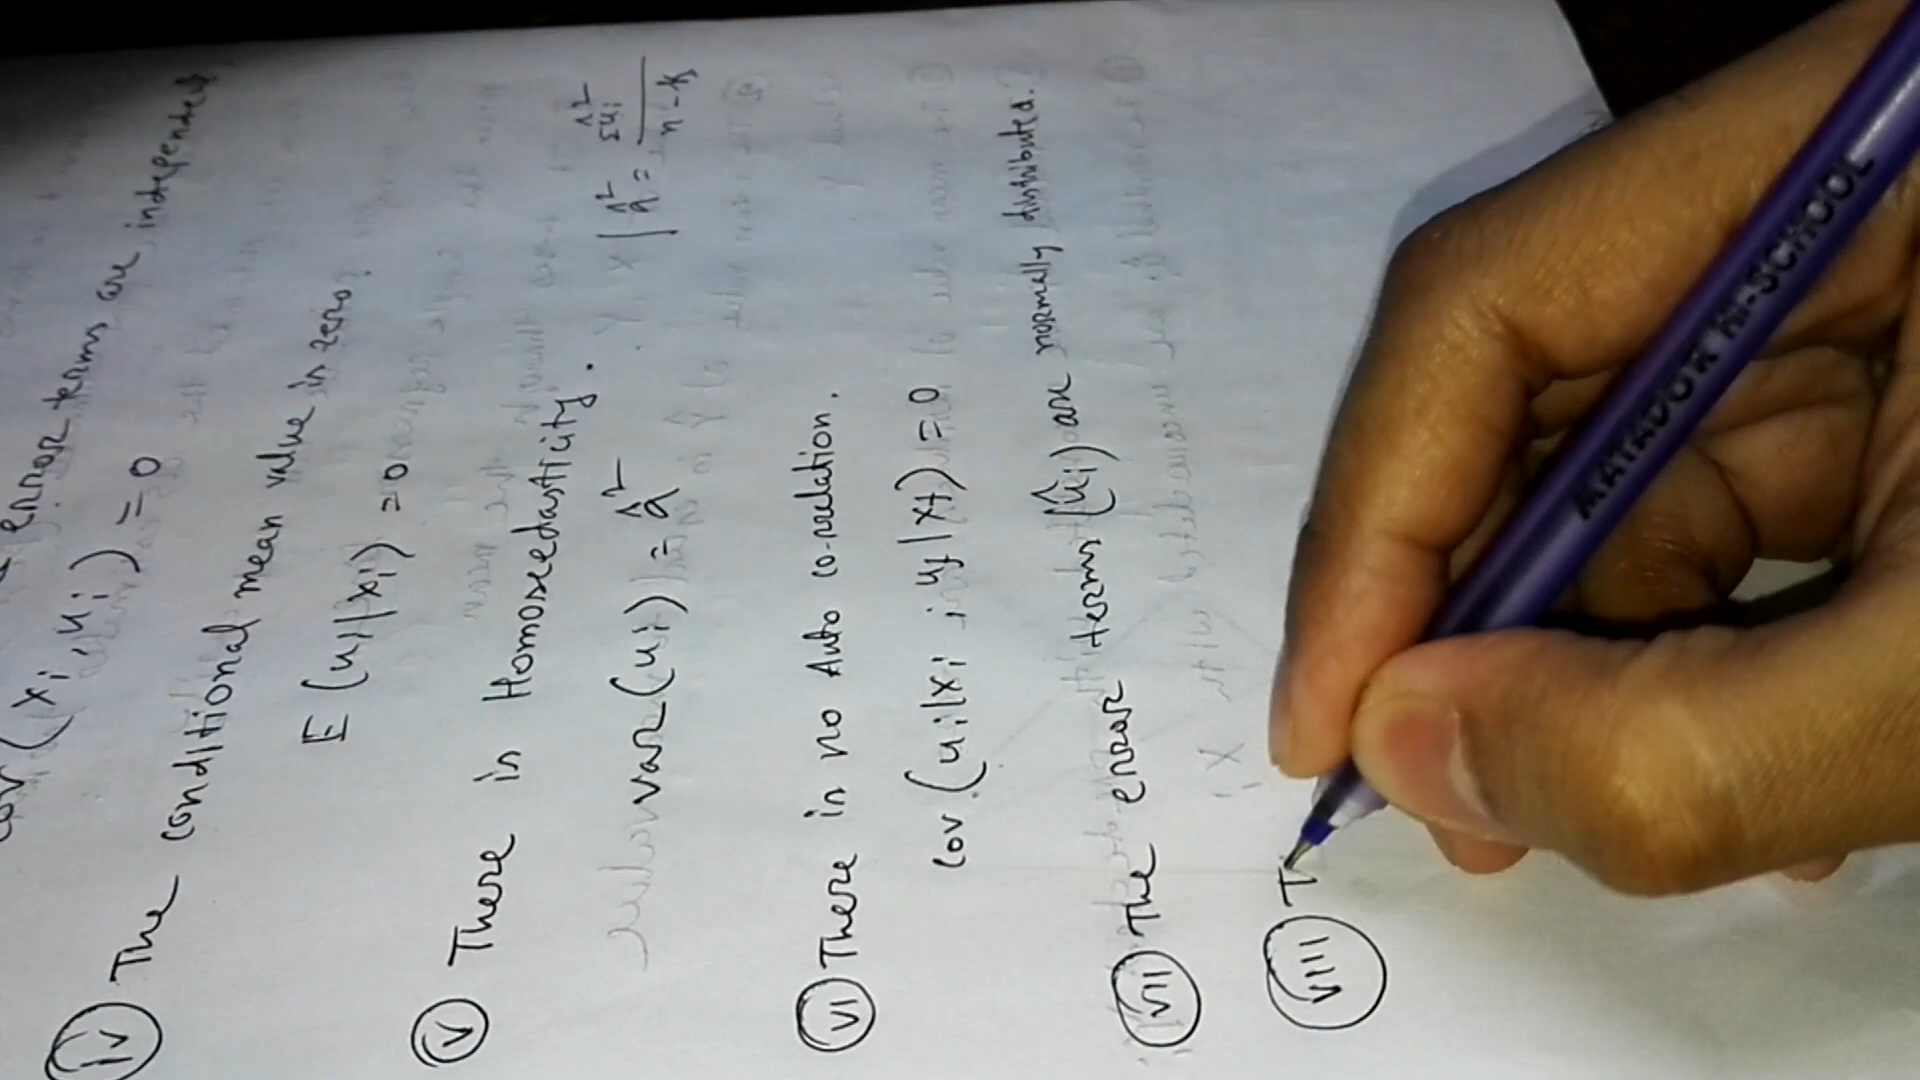 error terms are independent,
cov (xi, ui) = 0
(iv) The conditional mean value is zero.
E (ui | xi) = 0
(v) There is Homoscedasticity.
var (ui) = σ̂² | σ̂² = Σûi² / n-k
(vi) There is no Auto co-rrelation.
cov (ui | xi ; uj | xj) = 0
(vii) The error terms (ûi) are normally distributed.
(viii) T
MATADOR HI-SCHOOL